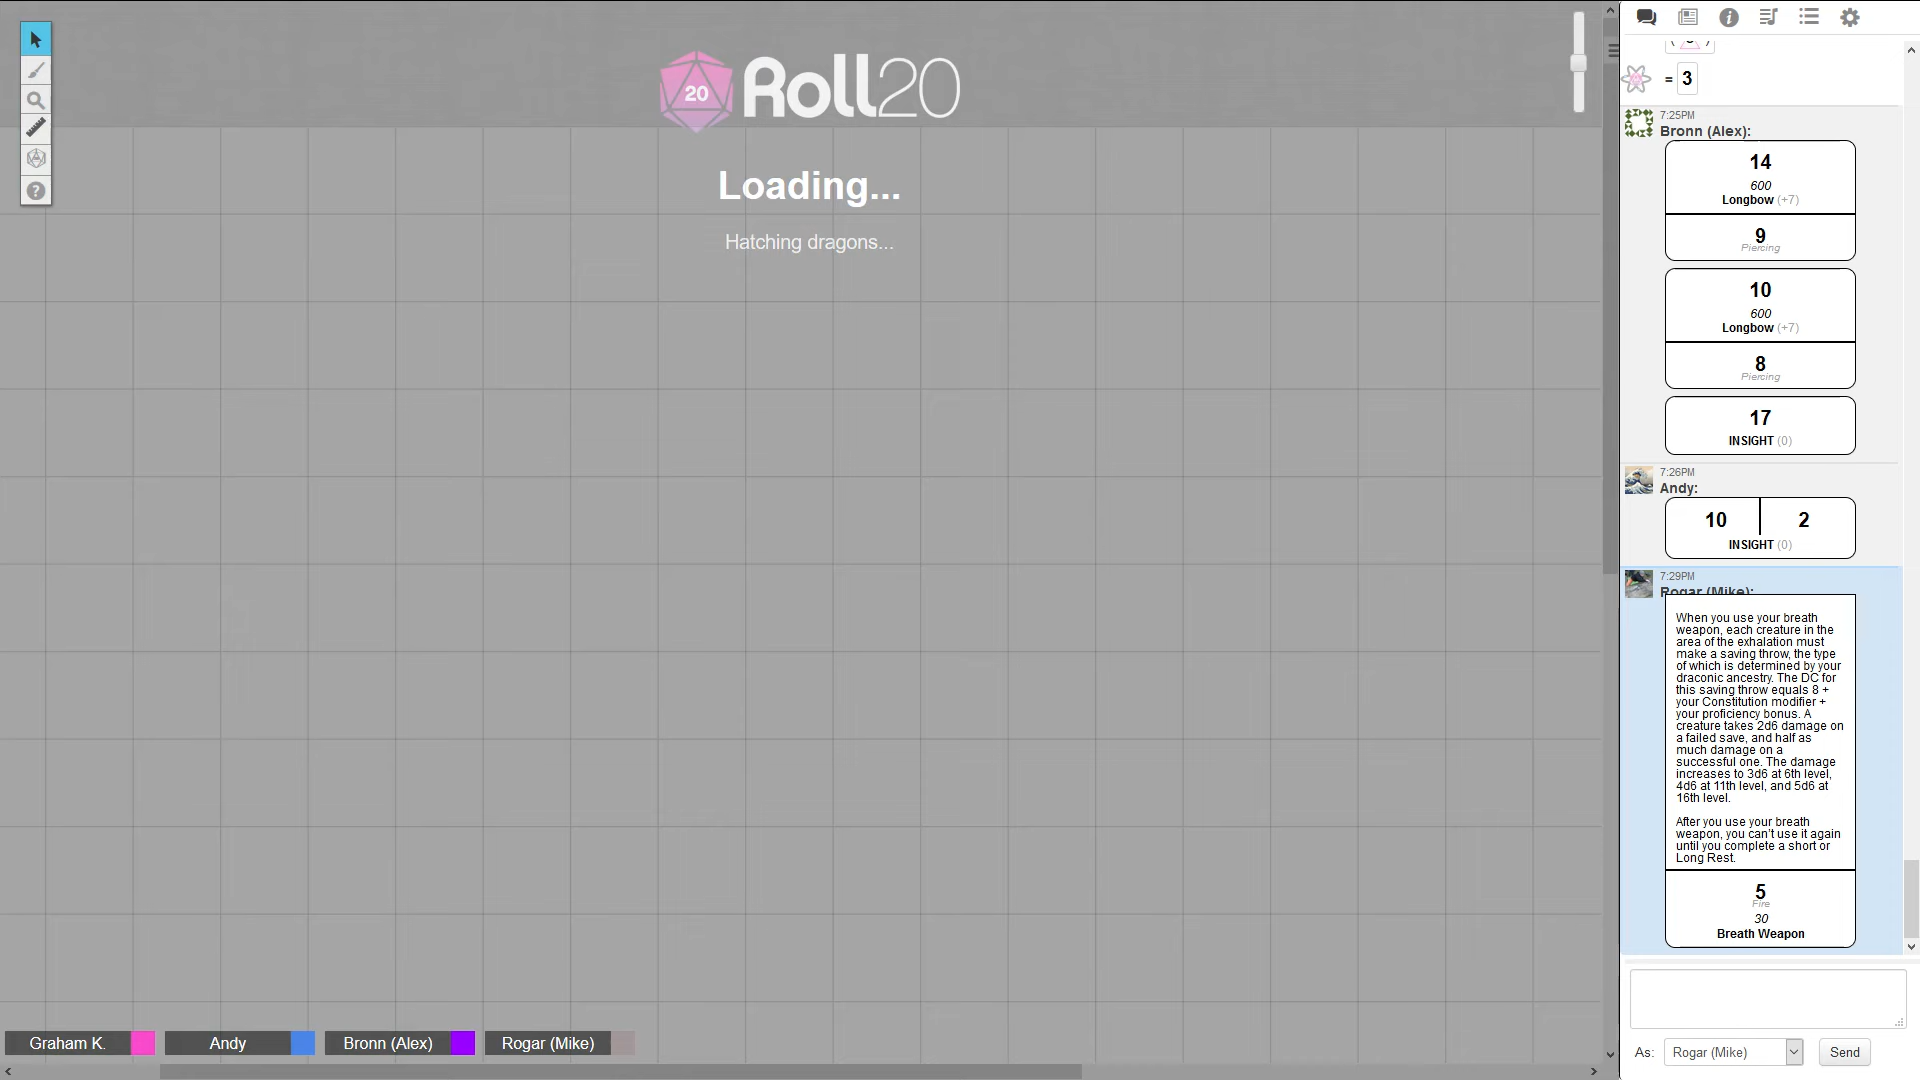 20
Roll20
Loading...
Hatching dragons...
?
Graham K.
Andy
Bronn (Alex)
Rogar (Mike)
= 3
7:25PM
Bronn (Alex):
14
600
Longbow (+7)
9
Piercing
10
600
Longbow (+7)
8
Piercing
17
INSIGHT (0)
7:26PM
Andy:
10 2
INSIGHT (0)
7:29PM
Rogar (Mike):
When you use your breath
weapon, each creature in the
area of the exhalation must
make a saving throw, the type
of which is determined by your
draconic ancestry. The DC for
this saving throw equals 8 +
your Constitution modifier +
your proficiency bonus. A
creature takes 2d6 damage on
a failed save, and half as
much damage on a
successful one. The damage
increases to 3d6 at 6th level,
4d6 at 11th level, and 5d6 at
16th level.
After you use your breath
weapon, you can't use it again
until you complete a short or
Long Rest.
5
Fire
30
Breath Weapon
As: Rogar (Mike) Send